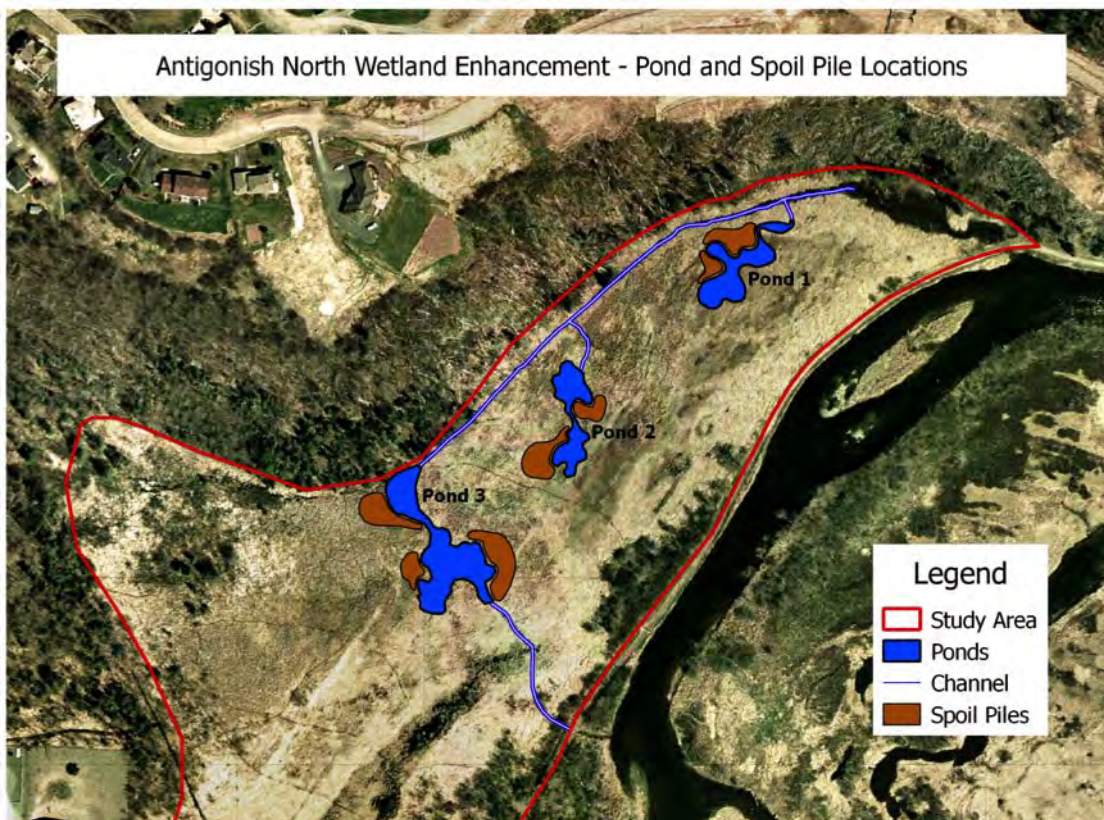 Antigonish North Wetland Enhancement - Pond and Spoil Pile Locations
Pond 1
Pond 2
Pond 3
Legend
Study Area
Ponds
Channel
Spoil Piles